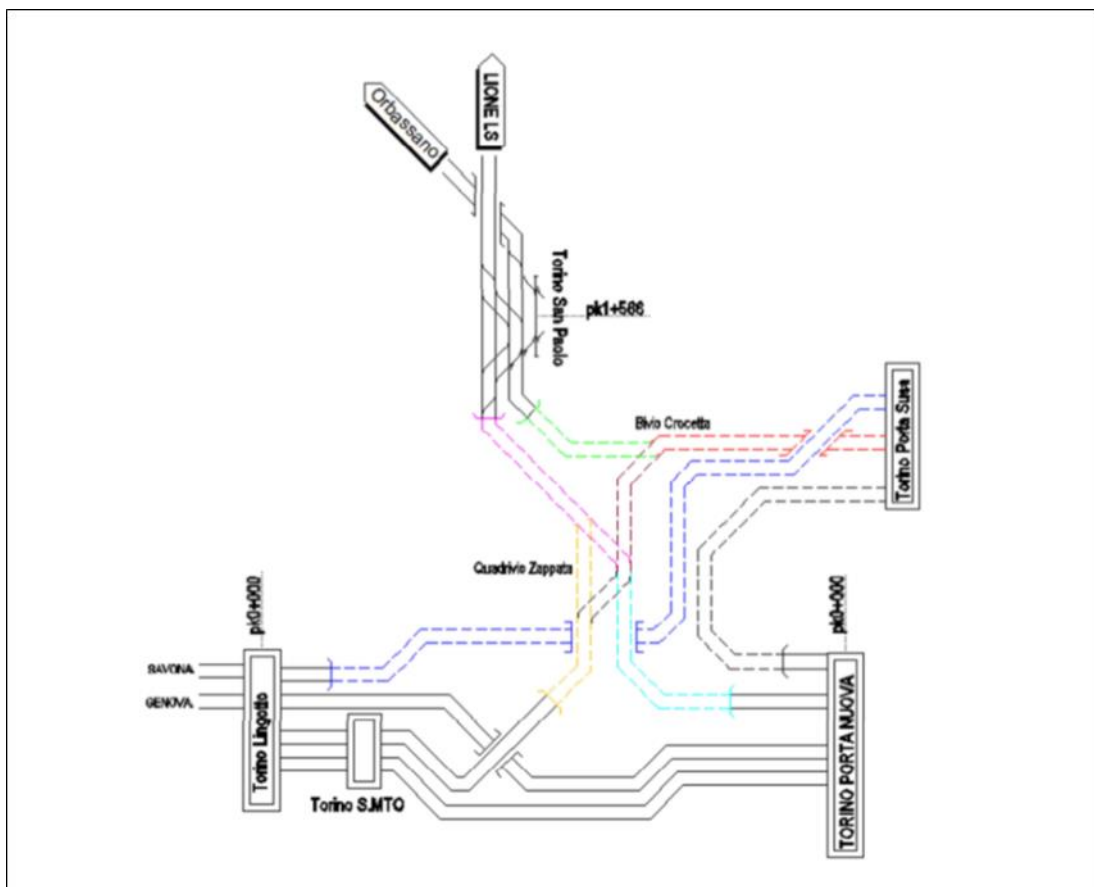 LIONE LS
Orbassano
Torino San Paolo
pk1+566
Bivio Crocetta
Torino Porta Susa
Quadrivio Zappata
pk0+000
pk0+000
SAVONA
GENOVA
Torino Lingotto
Torino S.MTO
TORINO PORTA NUOVA